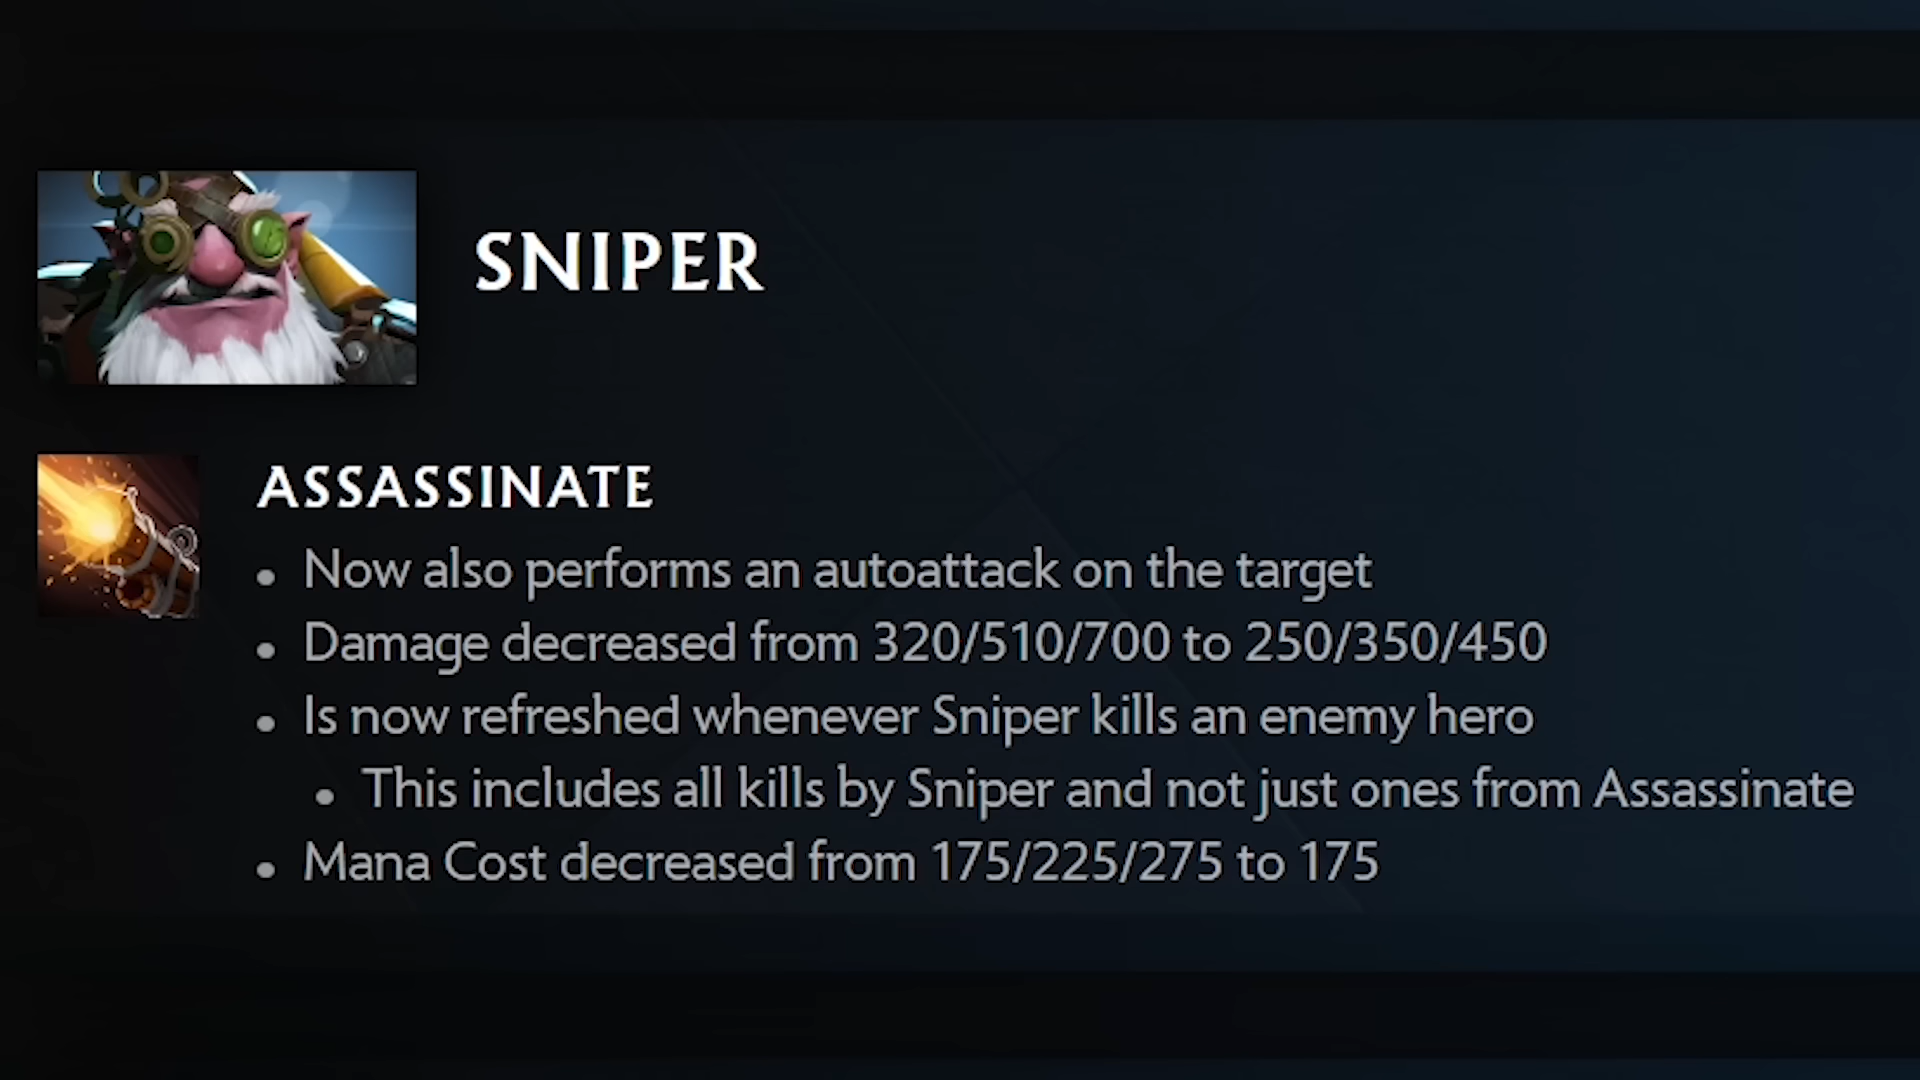 SNIPER
ASSASSINATE
• Now also performs an autoattack on the target
• Damage decreased from 320/510/700 to 250/350/450
• Is now refreshed whenever Sniper kills an enemy hero
• This includes all kills by Sniper and not just ones from Assassinate
• Mana Cost decreased from 175/225/275 to 175